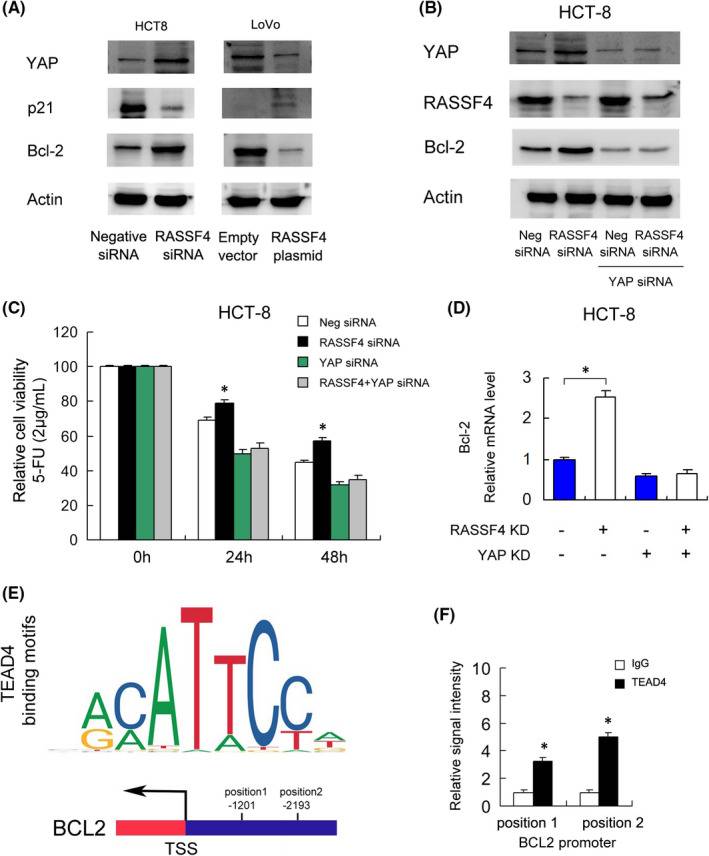 (A)
HCT8
LoVo
YAP
p21
Bcl-2
Actin
Negative siRNA
RASSF4 siRNA
Empty vector
RASSF4 plasmid
(B)
HCT-8
YAP
RASSF4
Bcl-2
Actin
Neg siRNA
RASSF4 siRNA
Neg siRNA
RASSF4 siRNA
YAP siRNA
(C)
HCT-8
Relative cell viability
5-FU (2μg/mL)
120
100
80
60
40
20
0
Neg siRNA
RASSF4 siRNA
YAP siRNA
RASSF4+YAP siRNA
*
*
0h
24h
48h
(D)
HCT-8
Bcl-2
Relative mRNA level
3
2
1
0
*
RASSF4 KD - + - +
YAP KD - - + +
(E)
TEAD4
binding motifs
ACATTCCT
GAA ACTA
position1
-1201
position2
-2193
BCL2
TSS
(F)
Relative signal intensity
10
8
6
4
2
0
IgG
TEAD4
*
*
position 1
position 2
BCL2 promoter